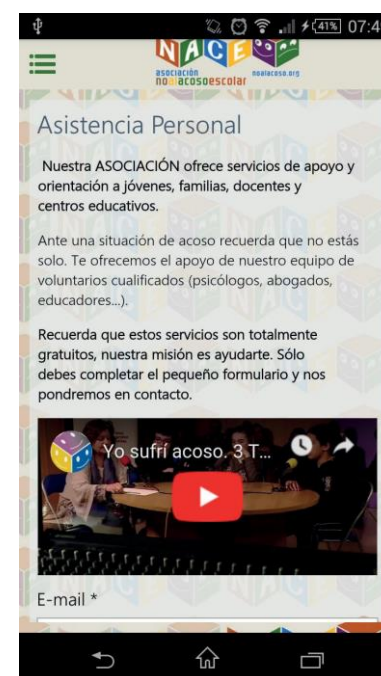 41% 07:4
NACE
asociación
noalacosoescolar
noalacoso.org
Asistencia Personal
Nuestra ASOCIACIÓN ofrece servicios de apoyo y
orientación a jóvenes, familias, docentes y
centros educativos.
Ante una situación de acoso recuerda que no estás
solo. Te ofrecemos el apoyo de nuestro equipo de
voluntarios cualificados (psicólogos, abogados,
educadores...).
Recuerda que estos servicios son totalmente
gratuitos, nuestra misión es ayudarte. Sólo
debes completar el pequeño formulario y nos
pondremos en contacto.
Yo sufrí acoso. 3 T...
E-mail *